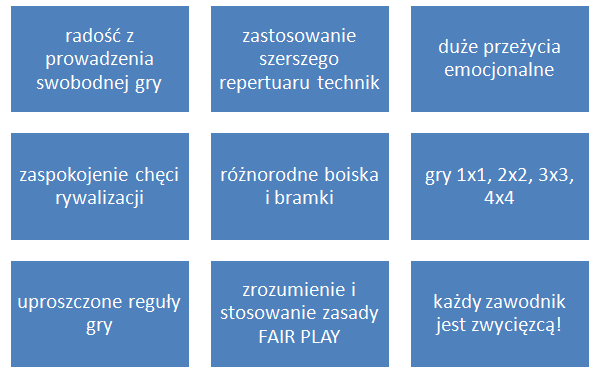 radość z
prowadzenia
swobodnej gry
zastosowanie
szerszego
repertuaru technik
duże przeżycia
emocjonalne
zaspokojenie chęci
rywalizacji
różnorodne boiska
i bramki
gry 1x1, 2x2, 3x3,
4x4
uproszczone reguły
gry
zrozumienie i
stosowanie zasady
FAIR PLAY
każdy zawodnik
jest zwycięzcą!